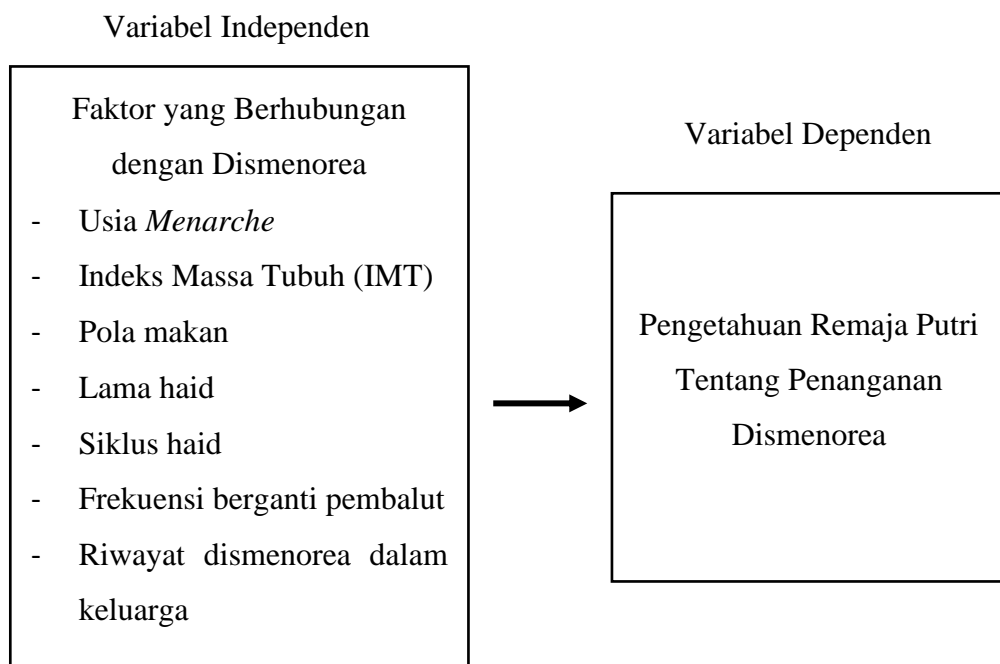 Variabel Independen
Faktor yang Berhubungan
dengan Dismenorea
- Usia Menarche
- Indeks Massa Tubuh (IMT)
- Pola makan
- Lama haid
- Siklus haid
- Frekuensi berganti pembalut
- Riwayat dismenorea dalam
keluarga
Variabel Dependen
Pengetahuan Remaja Putri
Tentang Penanganan
Dismenorea